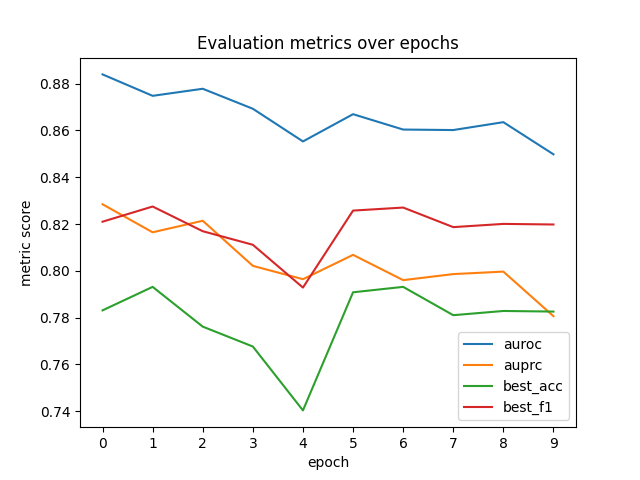 Evaluation metrics over epochs
metric score
0.88
0.86
0.84
0.82
0.80
0.78
0.76
0.74
auroc
auprc
best_acc
best_f1
0 1 2 3 4 5 6 7 8 9
epoch